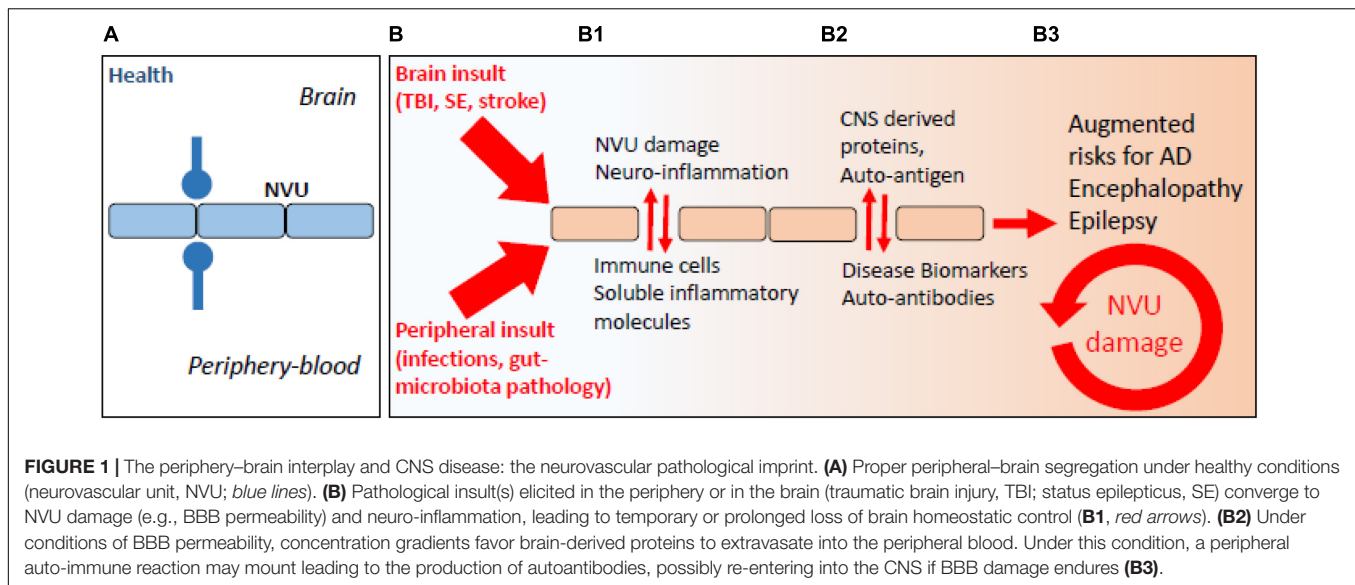 A
B
B1
B2
B3
Health
Brain
NVU
Periphery-blood
Brain insult
(TBI, SE, stroke)
Peripheral insult
(infections, gut-
microbiota pathology)
NVU damage
Neuro-inflammation
Immune cells
Soluble inflammatory
molecules
CNS derived
proteins,
Auto-antigen
Disease Biomarkers
Auto-antibodies
Augmented
risks for AD
Encephalopathy
Epilepsy
NVU
damage
FIGURE 1 | The periphery–brain interplay and CNS disease: the neurovascular pathological imprint. (A) Proper peripheral–brain segregation under healthy conditions
(neurovascular unit, NVU; blue lines). (B) Pathological insult(s) elicited in the periphery or in the brain (traumatic brain injury, TBI; status epilepticus, SE) converge to
NVU damage (e.g., BBB permeability) and neuro-inflammation, leading to temporary or prolonged loss of brain homeostatic control (B1, red arrows). (B2) Under
conditions of BBB permeability, concentration gradients favor brain-derived proteins to extravasate into the peripheral blood. Under this condition, a peripheral
auto-immune reaction may mount leading to the production of autoantibodies, possibly re-entering into the CNS if BBB damage endures (B3).